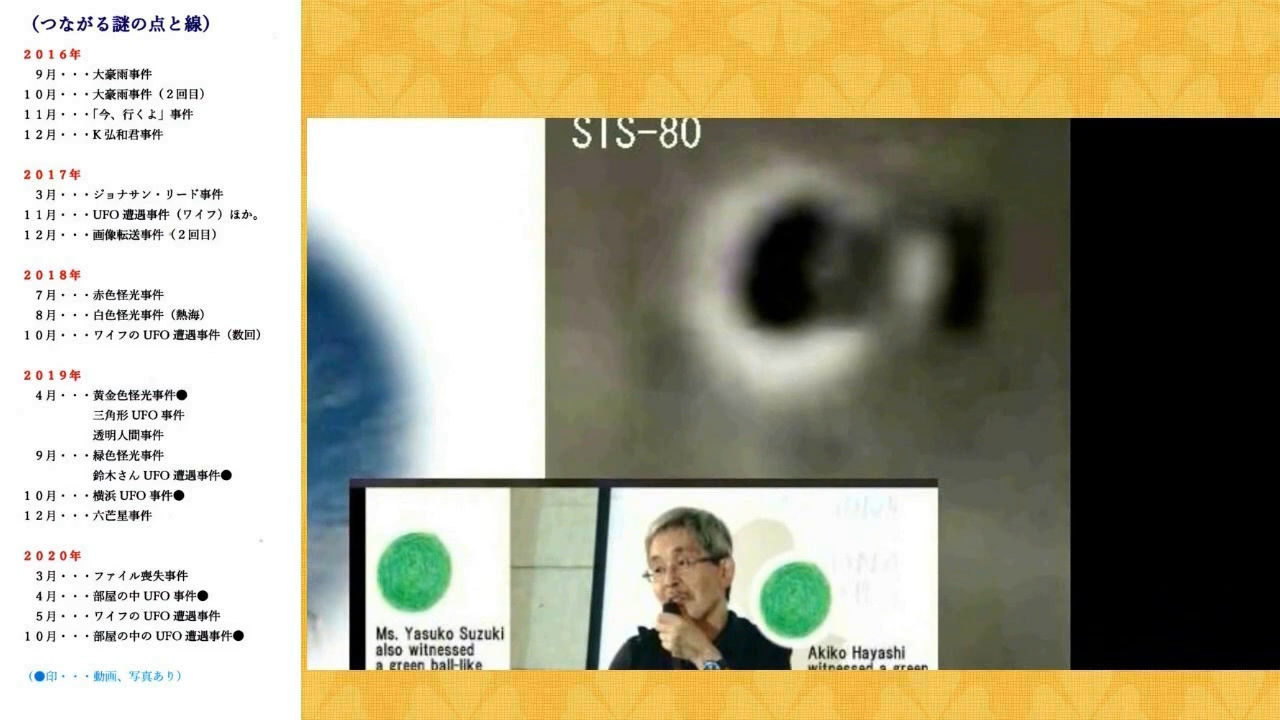 （つながる謎の点と線）
２０１６年
９月・・・大豪雨事件
１０月・・・大豪雨事件（２回目）
１１月・・・「今、行くよ」事件
１２月・・・K 弘和君事件
２０１７年
３月・・・ジョナサン・リード事件
１１月・・・UFO 遭遇事件（ワイフ）ほか。
１２月・・・画像転送事件（２回目）
２０１８年
７月・・・赤色怪光事件
８月・・・白色怪光事件（熱海）
１０月・・・ワイフの UFO 遭遇事件（数回）
２０１９年
４月・・・黄金色怪光事件●
三角形 UFO 事件
透明人間事件
９月・・・緑色怪光事件
鈴木さん UFO 遭遇事件●
１０月・・・横浜 UFO 事件●
１２月・・・六芒星事件
２０２０年
３月・・・ファイル喪失事件
４月・・・部屋の中 UFO 事件●
５月・・・ワイフの UFO 遭遇事件
１０月・・・部屋の中の UFO 遭遇事件●
（●印・・・動画、写真あり）
STS-80
Ms. Yasuko Suzuki
also witnessed
a green ball-like
Akiko Hayashi
witnessed a green